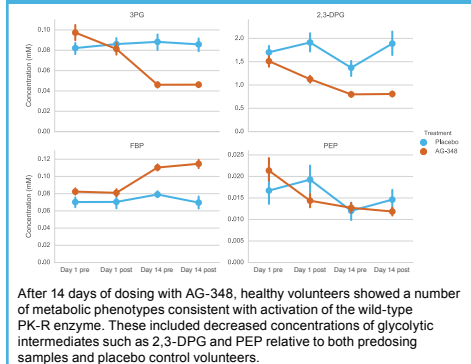 3PG
2,3-DPG
Concentration (mM)
0.10
0.08
0.06
0.04
0.02
0.00
2.0
1.5
1.0
0.5
0.0
Treatment
Placebo
AG-348
FBP
PEP
Concentration (mM)
0.12
0.10
0.08
0.06
0.04
0.02
0.00
0.025
0.020
0.015
0.010
0.005
0.000
Day 1 pre Day 1 post Day 14 pre Day 14 post
Day 1 pre Day 1 post Day 14 pre Day 14 post
After 14 days of dosing with AG-348, healthy volunteers showed a number
of metabolic phenotypes consistent with activation of the wild-type
PK-R enzyme. These included decreased concentrations of glycolytic
intermediates such as 2,3-DPG and PEP relative to both predosing
samples and placebo control volunteers.